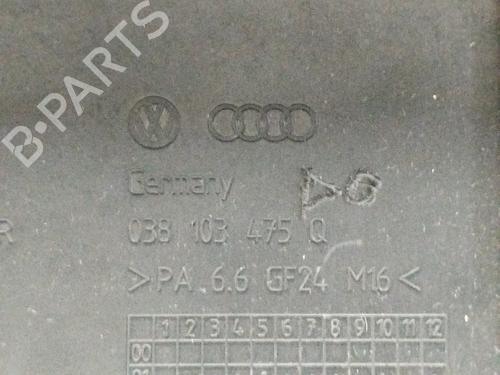 B-PARTS
Germany
038 103 475 Q
R
>PA 6.6 GF24 M16<
1 2 3 4 5 6 7 8 9 10 11 12
00